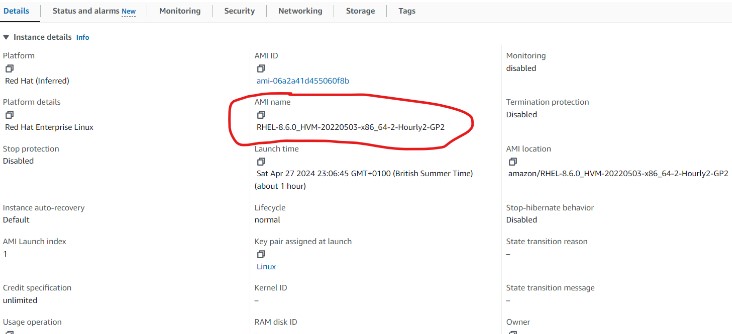 Details Status and alarms New Monitoring Security Networking Storage Tags
Instance details Info
Platform
Red Hat (Inferred)
AMI ID
ami-06a2a41d455060f8b
Monitoring
disabled
Platform details
Red Hat Enterprise Linux
AMI name
RHEL-8.6.0_HVM-20220503-x86_64-2-Hourly2-GP2
Termination protection
Disabled
Stop protection
Disabled
Launch time
Sat Apr 27 2024 23:06:45 GMT+0100 (British Summer Time)
(about 1 hour)
AMI location
amazon/RHEL-8.6.0_HVM-20220503-x86_64-2-Hourly2-GP2
Instance auto-recovery
Default
Lifecycle
normal
Stop-hibernate behavior
Disabled
AMI Launch index
1
Key pair assigned at launch
Linux
State transition reason
–
Credit specification
unlimited
Kernel ID
–
State transition message
–
Usage operation
RAM disk ID
Owner